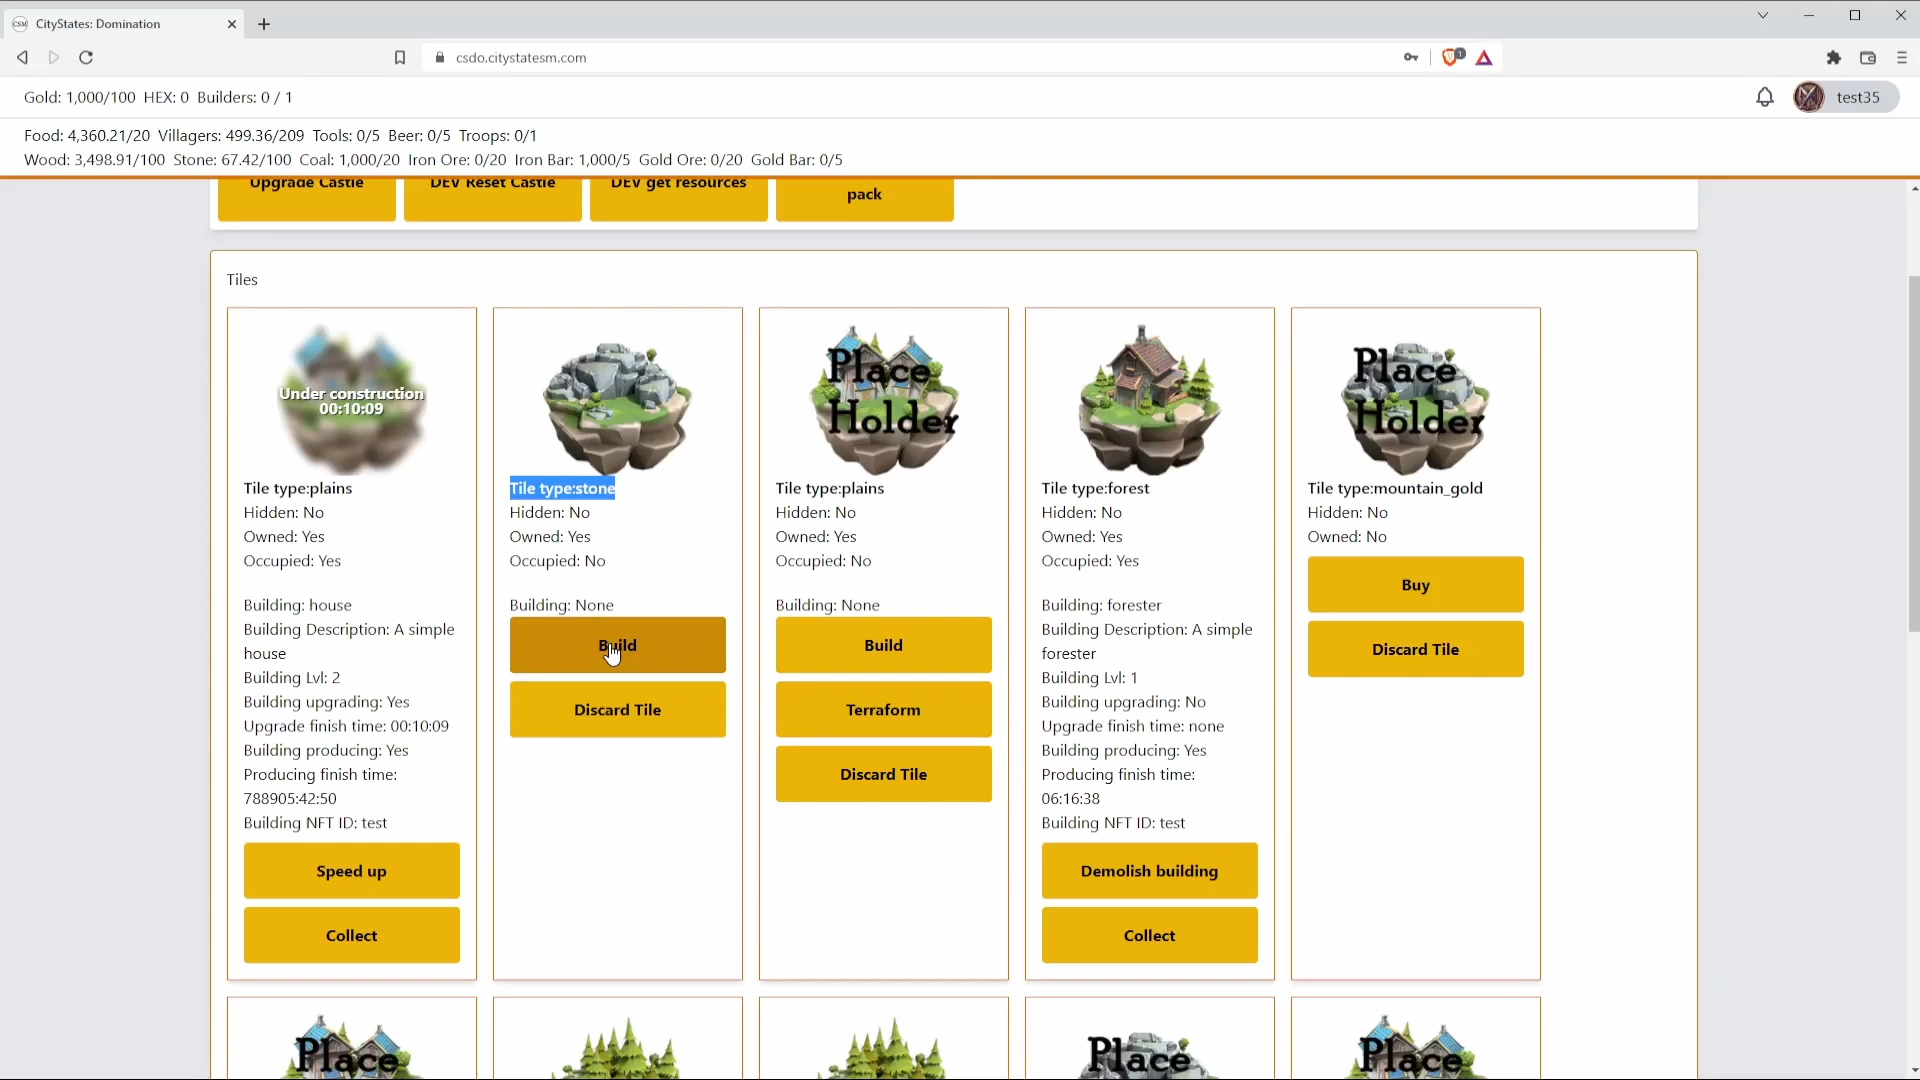 CSM CityStates: Domination
csdo.citystatesm.com
1
Gold: 1,000/100 HEX: 0 Builders: 0 / 1
test35
Food: 4,360.21/20 Villagers: 499.36/209 Tools: 0/5 Beer: 0/5 Troops: 0/1
Wood: 3,498.91/100 Stone: 67.42/100 Coal: 1,000/20 Iron Ore: 0/20 Iron Bar: 1,000/5 Gold Ore: 0/20 Gold Bar: 0/5
Upgrade Castle
DEV Reset Castle
DEV get resources
pack
Tiles
Under construction
00:10:09
Tile type:plains
Hidden: No
Owned: Yes
Occupied: Yes
Building: house
Building Description: A simple
house
Building Lvl: 2
Building upgrading: Yes
Upgrade finish time: 00:10:09
Building producing: Yes
Producing finish time:
788905:42:50
Building NFT ID: test
Speed up
Collect
Tile type:stone
Hidden: No
Owned: Yes
Occupied: No
Building: None
Build
Discard Tile
Place
Holder
Tile type:plains
Hidden: No
Owned: Yes
Occupied: No
Building: None
Build
Terraform
Discard Tile
Tile type:forest
Hidden: No
Owned: Yes
Occupied: Yes
Building: forester
Building Description: A simple
forester
Building Lvl: 1
Building upgrading: No
Upgrade finish time: none
Building producing: Yes
Producing finish time:
06:16:38
Building NFT ID: test
Demolish building
Collect
Place
Holder
Tile type:mountain_gold
Hidden: No
Owned: No
Buy
Discard Tile
Place
Place
Place